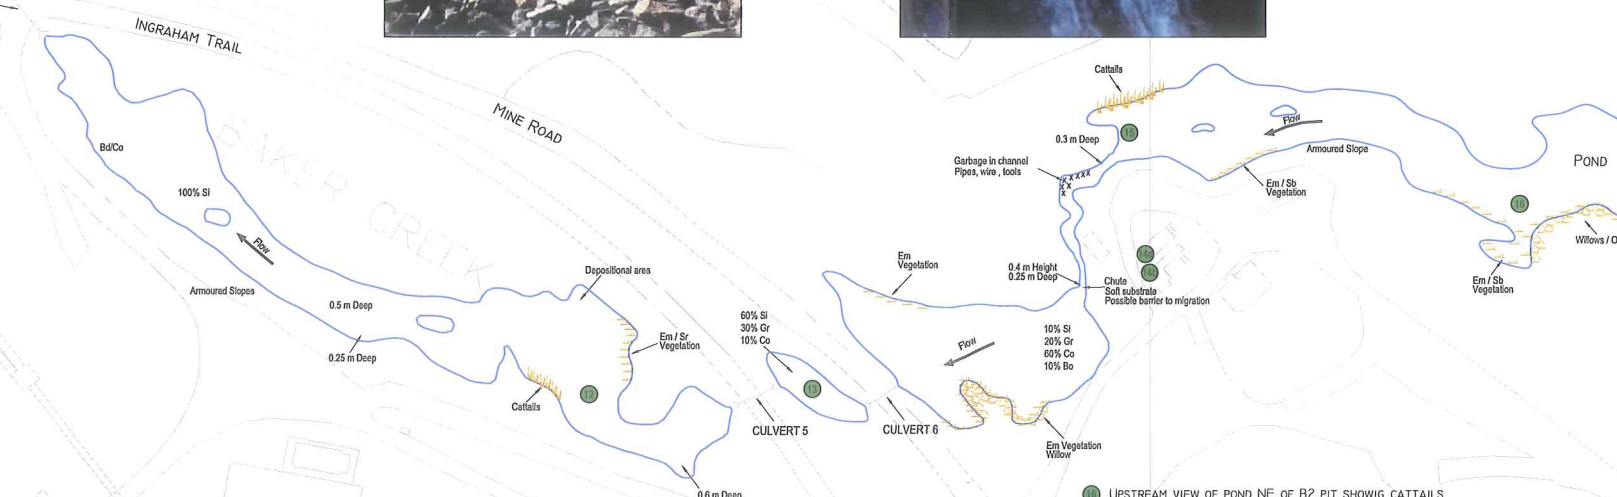 INGRAHAM TRAIL
MINE ROAD
BAKER CREEK
Bd/Co
100% Si
Flow
Armoured Slopes
0.5 m Deep
0.25 m Deep
Depositional area
Em / Sr
Vegetation
Cattails
12
60% Si
30% Gr
10% Co
13
CULVERT 5
CULVERT 6
0.6 m Deep
Em
Vegetation
Flow
10% Si
20% Gr
60% Co
10% Bo
Em Vegetation
Willow
0.4 m Height
0.25 m Deep
Chute
Soft substrate
Possible barrier to migration
14a
Garbage in channel
Pipes, wire , tools
x x x x x
x x
x
0.3 m Deep
Cattails
15
Flow
Armoured Slope
Em / Sb
Vegetation
POND
16
Willows / O
Em / Sb
Vegetation
16 UPSTREAM VIEW OF POND NE OF B2 PIT SHOWIG CATTAILS